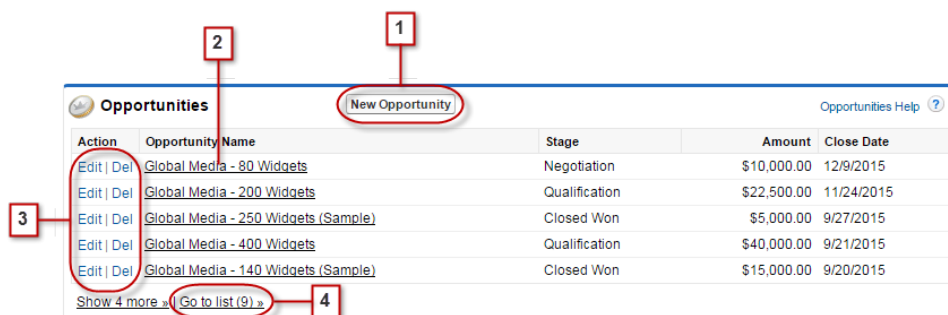 1
2
Opportunities New Opportunity Opportunities Help ?
Action Opportunity Name Stage Amount Close Date
Edit | Del Global Media - 80 Widgets Negotiation $10,000.00 12/9/2015
Edit | Del Global Media - 200 Widgets Qualification $22,500.00 11/24/2015
3
Edit | Del Global Media - 250 Widgets (Sample) Closed Won $5,000.00 9/27/2015
Edit | Del Global Media - 400 Widgets Qualification $40,000.00 9/21/2015
Edit | Del Global Media - 140 Widgets (Sample) Closed Won $15,000.00 9/20/2015
Show 4 more » | Go to list (9) » 4